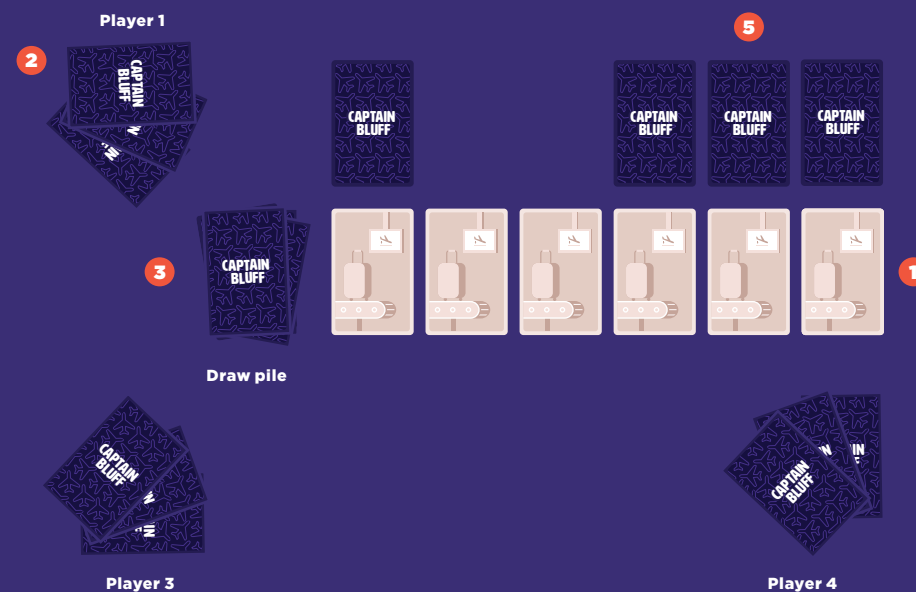 Player 1
5
2
CAPTAIN
BLUFF
CAPTAIN
BLUFF
CAPTAIN
BLUFF
CAPTAIN
BLUFF
CAPTAIN
BLUFF
3
CAPTAIN
BLUFF
1
Draw pile
CAPTAIN
BLUFF
CAPTAIN
BLUFF
Player 3
Player 4